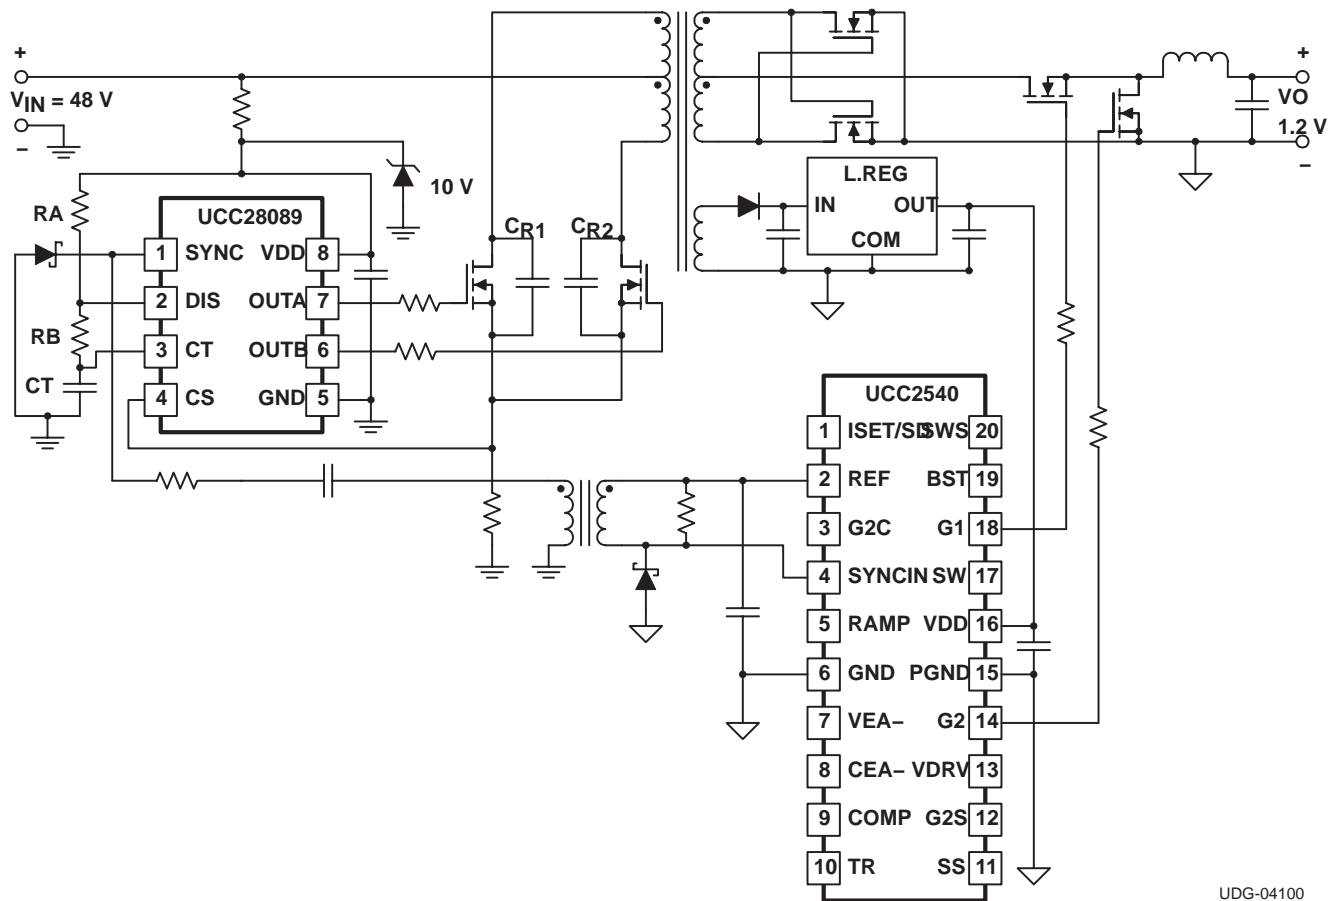 +
VIN = 48 V
–
+
VO
1.2 V
–
10 V
L.REG
IN OUT
COM
RA
RB
CT
UCC28089
1 SYNC VDD 8
2 DIS OUTA 7
3 CT OUTB 6
4 CS GND 5
CR1
CR2
UCC2540
1 ISET/SD SWS 20
2 REF BST 19
3 G2C G1 18
4 SYNCIN SW 17
5 RAMP VDD 16
6 GND PGND 15
7 VEA– G2 14
8 CEA– VDRV 13
9 COMP G2S 12
10 TR SS 11
UDG-04100